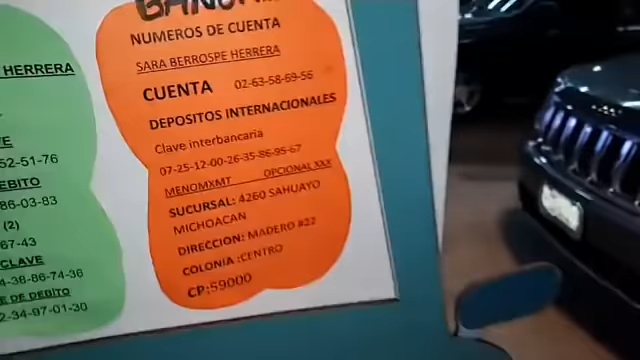 NUMEROS DE CUENTA
SARA BERROSPE HERRERA
CUENTA 02-63-58-69-56
DEPOSITOS INTERNACIONALES
Clave interbancaria
07-25-12-00-26-35-86-95-67
MENOMXMT OPCIONAL XXX
SUCURSAL: 4260 SAHUAYO
MICHOACAN
DIRECCION: MADERO #22
COLONIA :CENTRO
CP:59000
HERRERA
52-51-76
86-03-83
(2)
67-43
CLAVE
4-38-86-74-36
E DE DEBITO
2-34-97-01-30